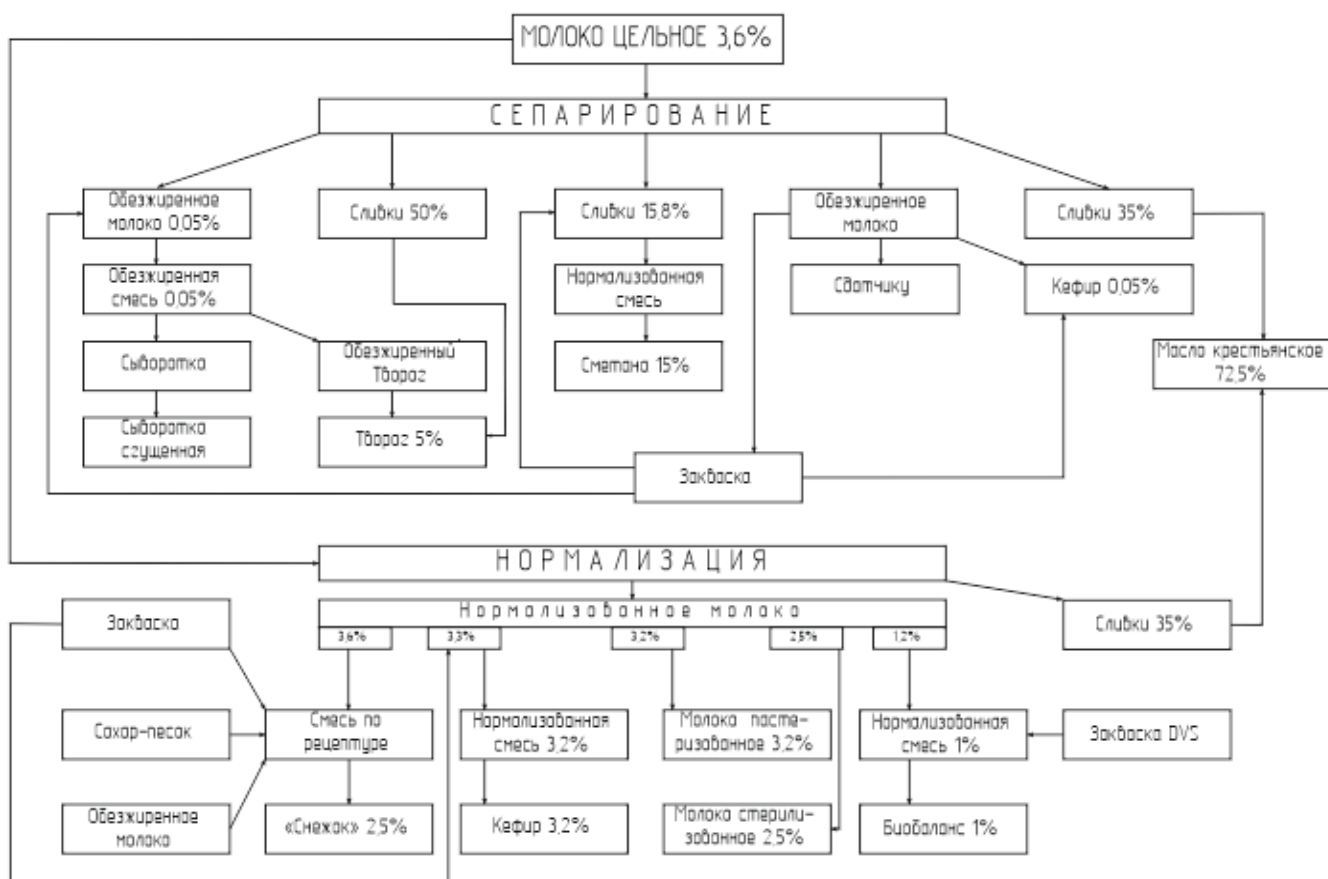 МОЛОКО ЦЕЛЬНОЕ 3,6%
СЕПАРИРОВАНИЕ
Обезжиренное
молоко 0,05%
Сливки 50%
Сливки 15,8%
Обезжиренное
молоко
Сливки 35%
Обезжиренная
смесь 0,05%
Нормализованная
смесь
Сдатчику
Кефир 0,05%
Сыворотка
Обезжиренный
Творог
Сметана 15%
Масло крестьянское
72,5%
Сыворотка
сгущенная
Творог 5%
Закваска
НОРМАЛИЗАЦИЯ
Нормализованное молоко
3,6%
3,3%
3,2%
2,5%
1,2%
Закваска
Сливки 35%
Сахар-песок
Смесь по
рецептуре
Нормализованная
смесь 3,2%
Молоко пасте-
ризованное 3,2%
Нормализованная
смесь 1%
Закваска DVS
Обезжиренное
молоко
«Снежок» 2,5%
Кефир 3,2%
Молоко стерили-
зованное 2,5%
Биобаланс 1%